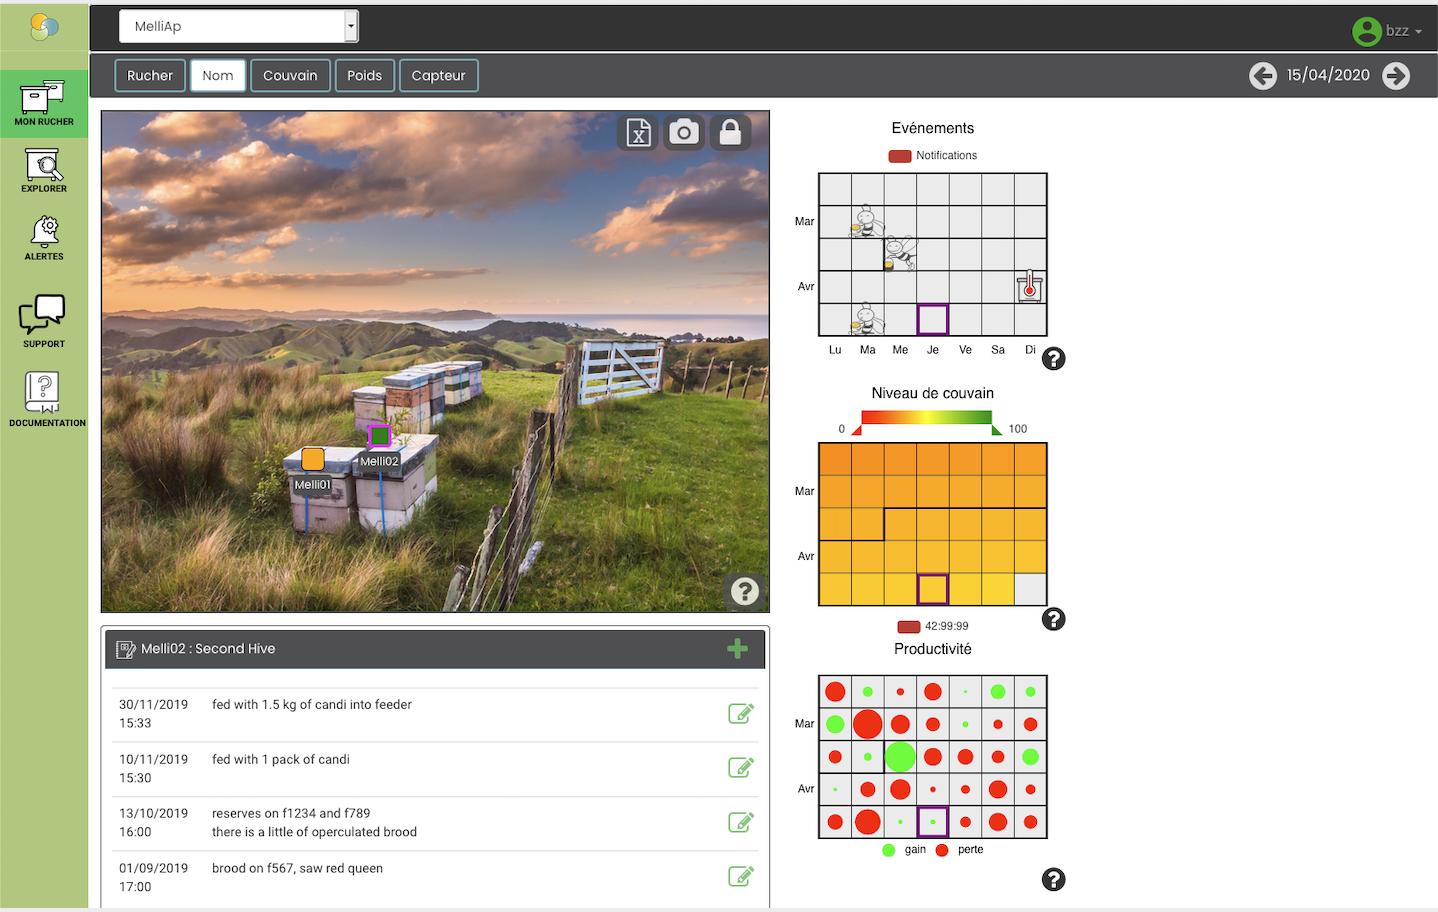 MelliAp
bzz
Rucher
Nom
Couvain
Poids
Capteur
15/04/2020
MON RUCHER
EXPLORER
ALERTES
SUPPORT
DOCUMENTATION
X
Melli02
Melli01
?
Melli02 : Second Hive
30/11/2019 fed with 1.5 kg of candi into feeder
15:33
10/11/2019 fed with 1 pack of candi
15:30
13/10/2019 reserves on f1234 and f789
16:00 there is a little of operculated brood
01/09/2019 brood on f567, saw red queen
17:00
Evénements
Notifications
Mar
Avr
Lu Ma Me Je Ve Sa Di
?
Niveau de couvain
0 100
Mar
Avr
?
42:99:99
Productivité
Mar
Avr
gain perte
?